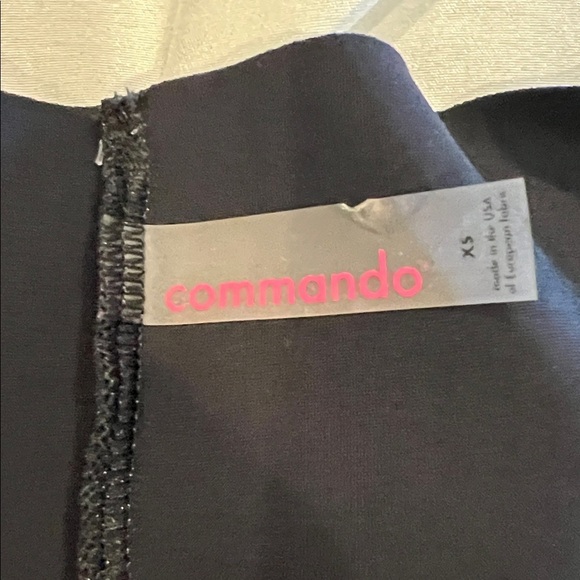 commando
XS
made in the USA
of European fabric